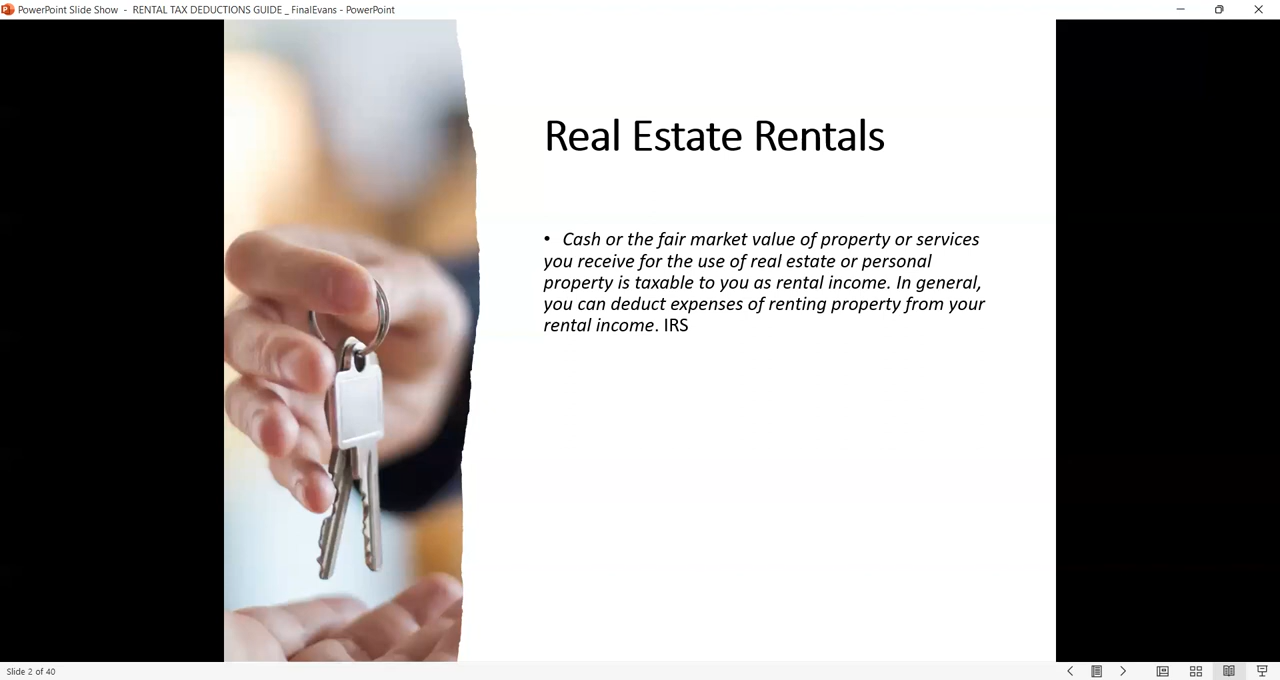 PowerPoint Slide Show - RENTAL TAX DEDUCTIONS GUIDE _ FinalEvans - PowerPoint
Real Estate Rentals
• Cash or the fair market value of property or services
you receive for the use of real estate or personal
property is taxable to you as rental income. In general,
you can deduct expenses of renting property from your
rental income. IRS
Slide 2 of 40